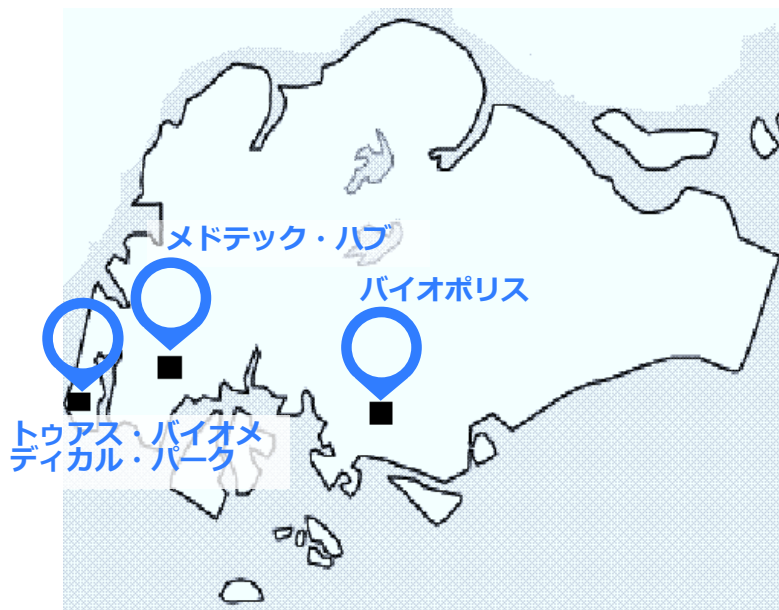 メドテック・ハブ
バイオポリス
トゥアス・バイオメ
ディカル・パーク